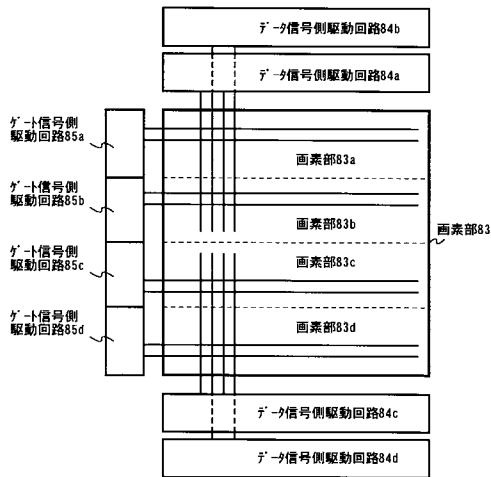 データ信号側駆動回路84b
データ信号側駆動回路84a
ゲート信号側
駆動回路85a
画素部83a
ゲート信号側
駆動回路85b
画素部83b
画素部83
ゲート信号側
駆動回路85c
画素部83c
ゲート信号側
駆動回路85d
画素部83d
データ信号側駆動回路84c
データ信号側駆動回路84d